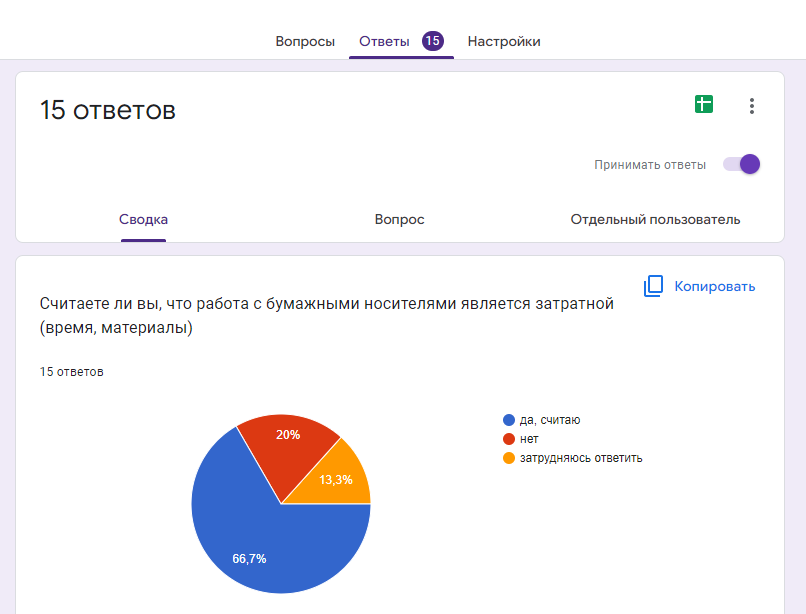 Вопросы Ответы 15 Настройки
15 ответов
Принимать ответы
Сводка Вопрос Отдельный пользователь
Копировать
Считаете ли вы, что работа с бумажными носителями является затратной
(время, материалы)
15 ответов
да, считаю
нет
затрудняюсь ответить
20%
13,3%
66,7%